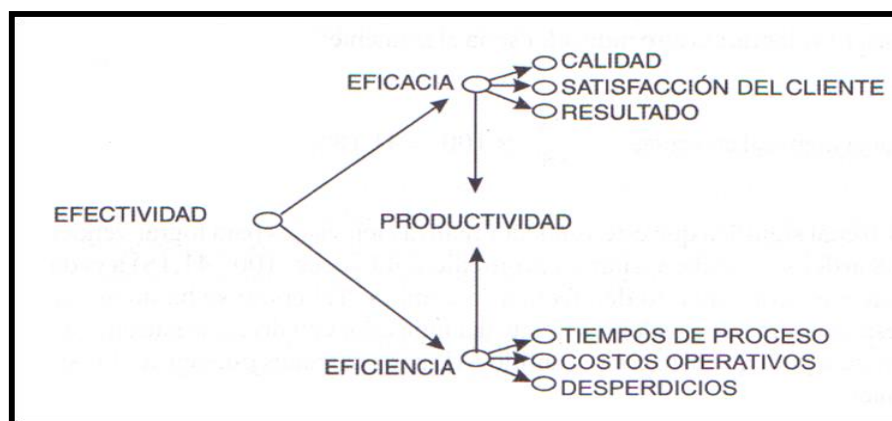 EFICACIA
CALIDAD
SATISFACCIÓN DEL CLIENTE
RESULTADO
EFECTIVIDAD
PRODUCTIVIDAD
EFICIENCIA
TIEMPOS DE PROCESO
COSTOS OPERATIVOS
DESPERDICIOS